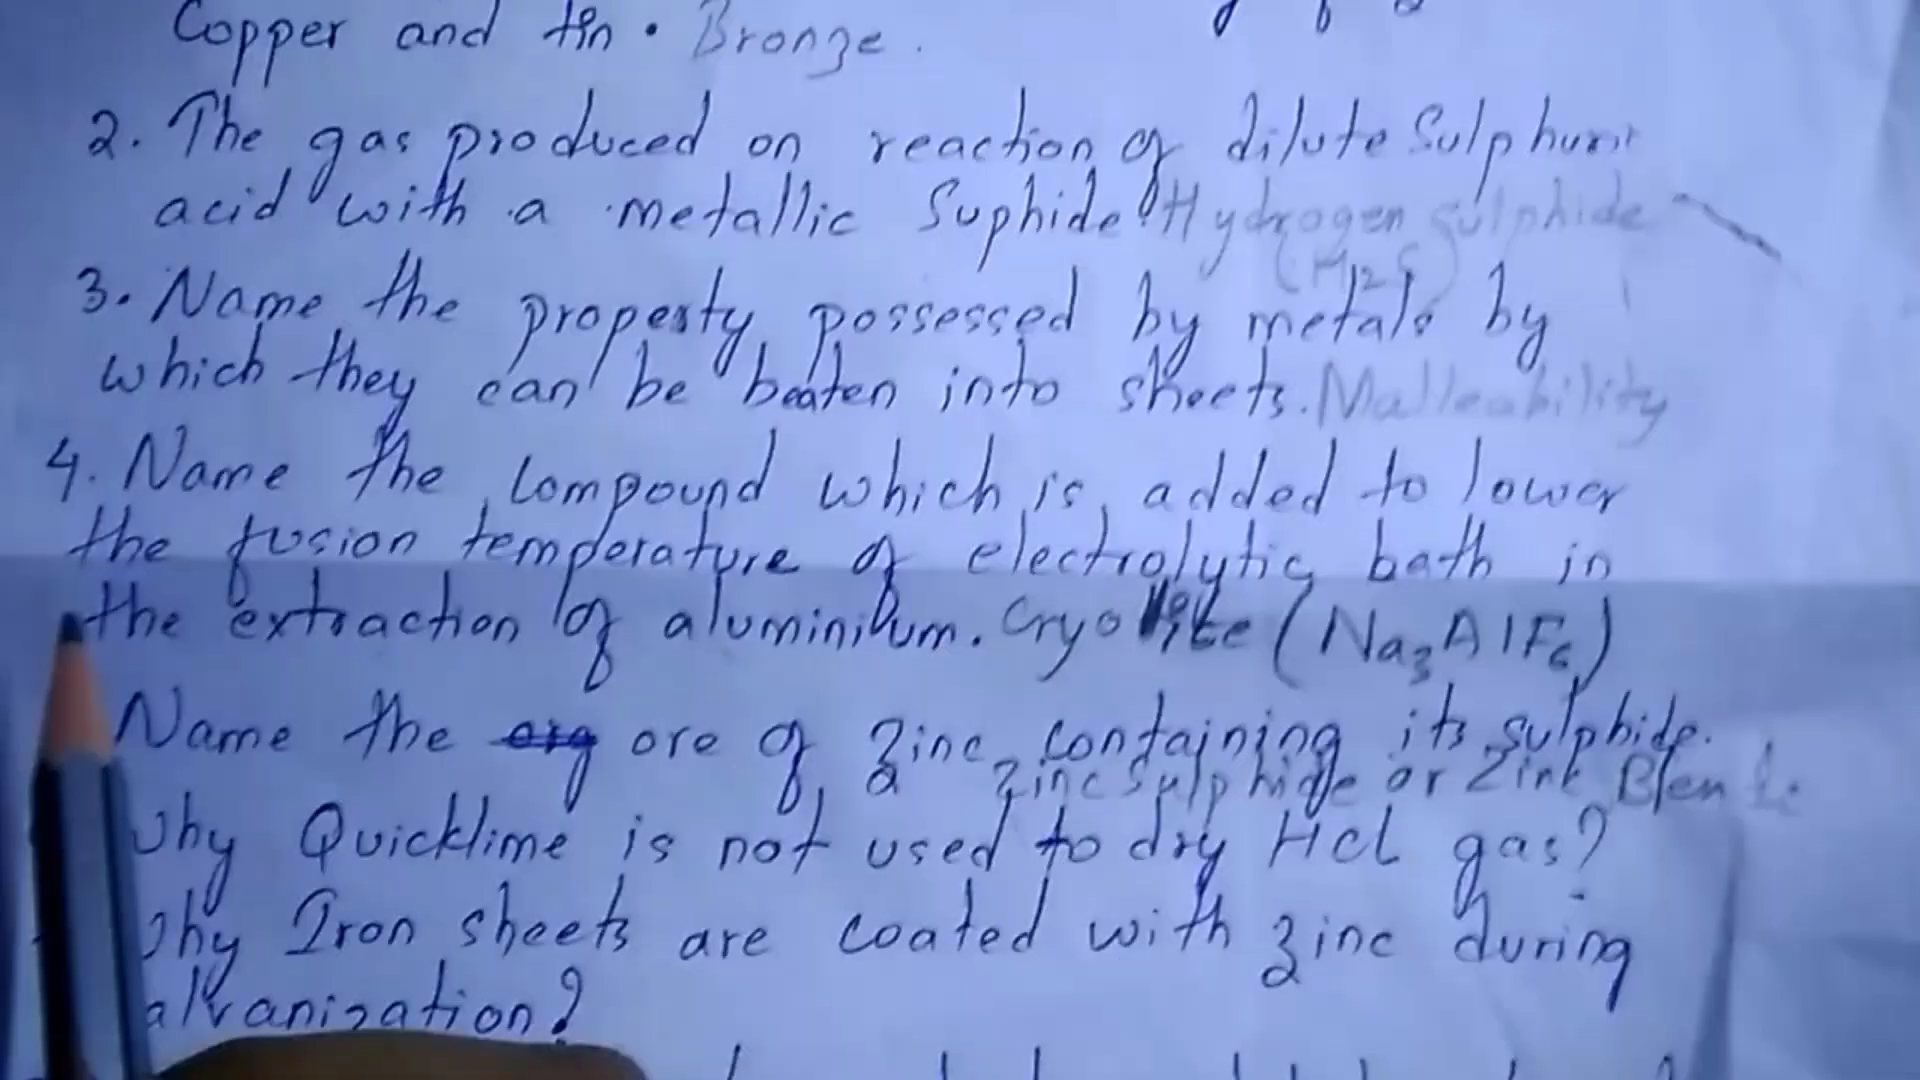 Copper and tin. Bronze.
2. The gas produced on reaction of dilute Sulphuric
acid with a metallic Suphide. Hydrogen sulphide
(H2S)
3. Name the property possessed by metals by
which they can be beaten into sheets. Malleability
4. Name the compound which is added to lower
the fusion temperature of electrolytic bath in
the extraction of aluminium. Cryolite (Na3AlF6)
Name the ore of zinc containing its sulphide.
Zinc sulphide or Zink Blende
Why Quicklime is not used to dry HCl gas?
hy Iron sheets are coated with zinc during
alvanization?